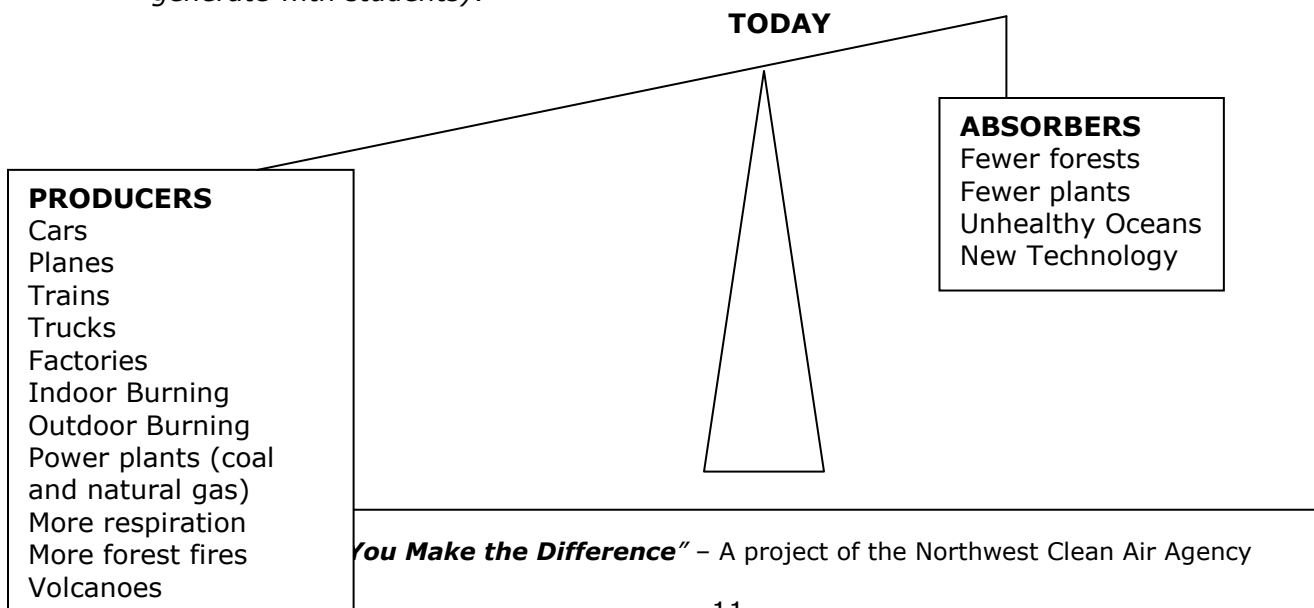 generate with students).
TODAY
ABSORBERS
Fewer forests
Fewer plants
Unhealthy Oceans
New Technology
PRODUCERS
Cars
Planes
Trains
Trucks
Factories
Indoor Burning
Outdoor Burning
Power plants (coal
and natural gas)
More respiration
More forest fires
Volcanoes
You Make the Difference” – A project of the Northwest Clean Air Agency
11